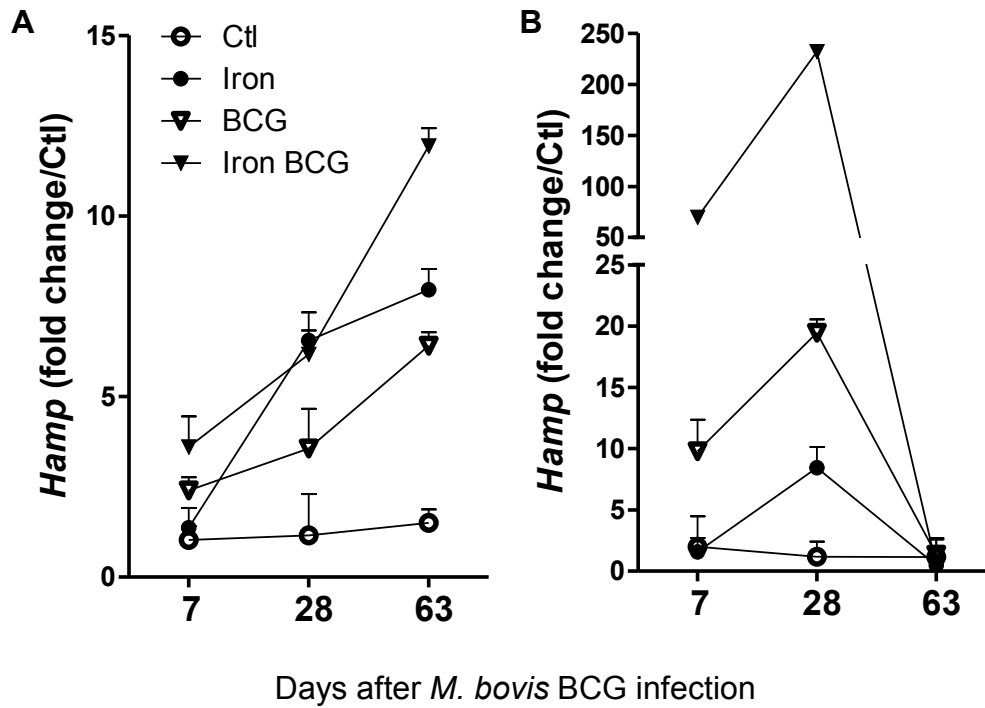 A
Hamp (fold change/Ctl)
15
10
5
0
Ctl
Iron
BCG
Iron BCG
7 28 63
B
Hamp (fold change/Ctl)
250
200
150
100
50
25
20
15
10
5
0
7 28 63
Days after M. bovis BCG infection